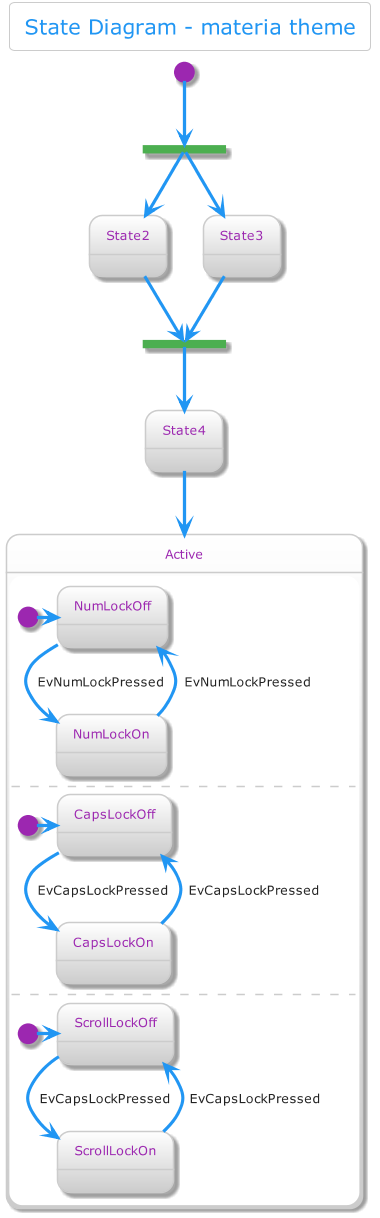 State Diagram - materia theme
State2
State3
State4
Active
NumLockOff
EvNumLockPressed
EvNumLockPressed
NumLockOn
CapsLockOff
EvCapsLockPressed
EvCapsLockPressed
CapsLockOn
ScrollLockOff
EvCapsLockPressed
EvCapsLockPressed
ScrollLockOn